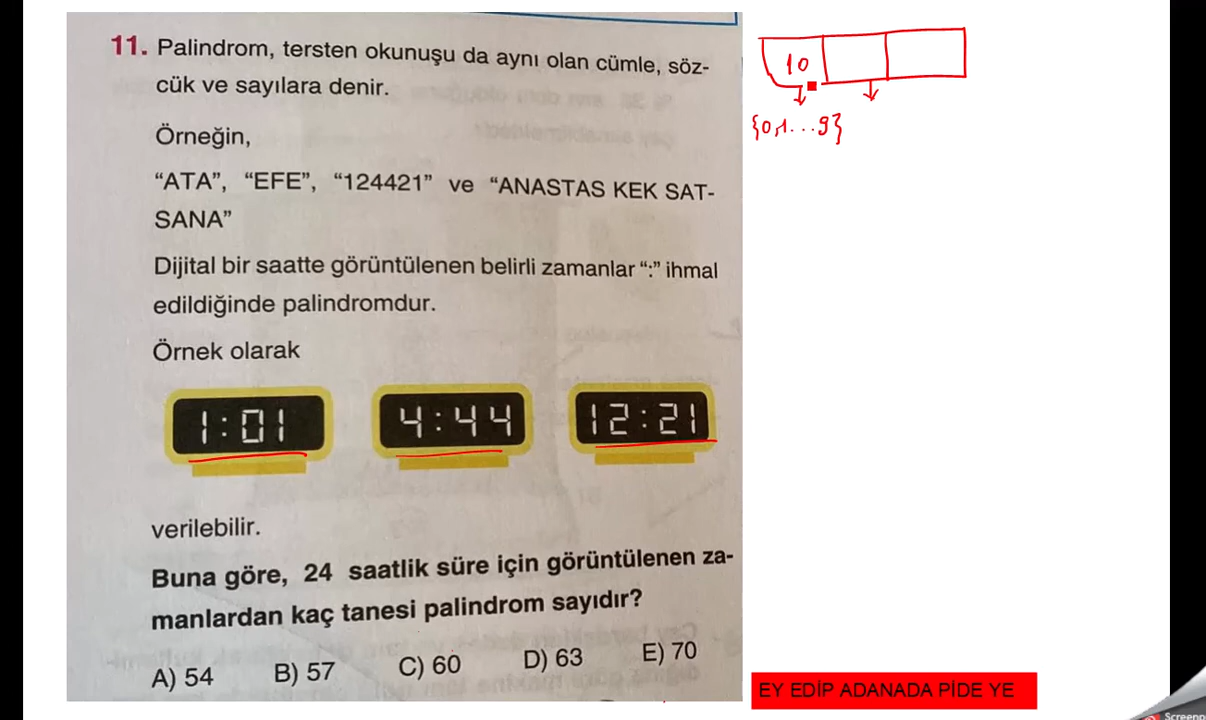 11. Palindrom, tersten okunuşu da aynı olan cümle, söz-
cük ve sayılara denir.
Örneğin,
“ATA”, “EFE”, “124421” ve “ANASTAS KEK SAT-
SANA”
Dijital bir saatte görüntülenen belirli zamanlar “:” ihmal
edildiğinde palindromdur.
Örnek olarak
1:01 4:44 12:21
verilebilir.
Buna göre, 24 saatlik süre için görüntülenen za-
manlardan kaç tanesi palindrom sayıdır?
A) 54 B) 57 C) 60 D) 63 E) 70
10
{0,1...9}
EY EDİP ADANADA PİDE YE